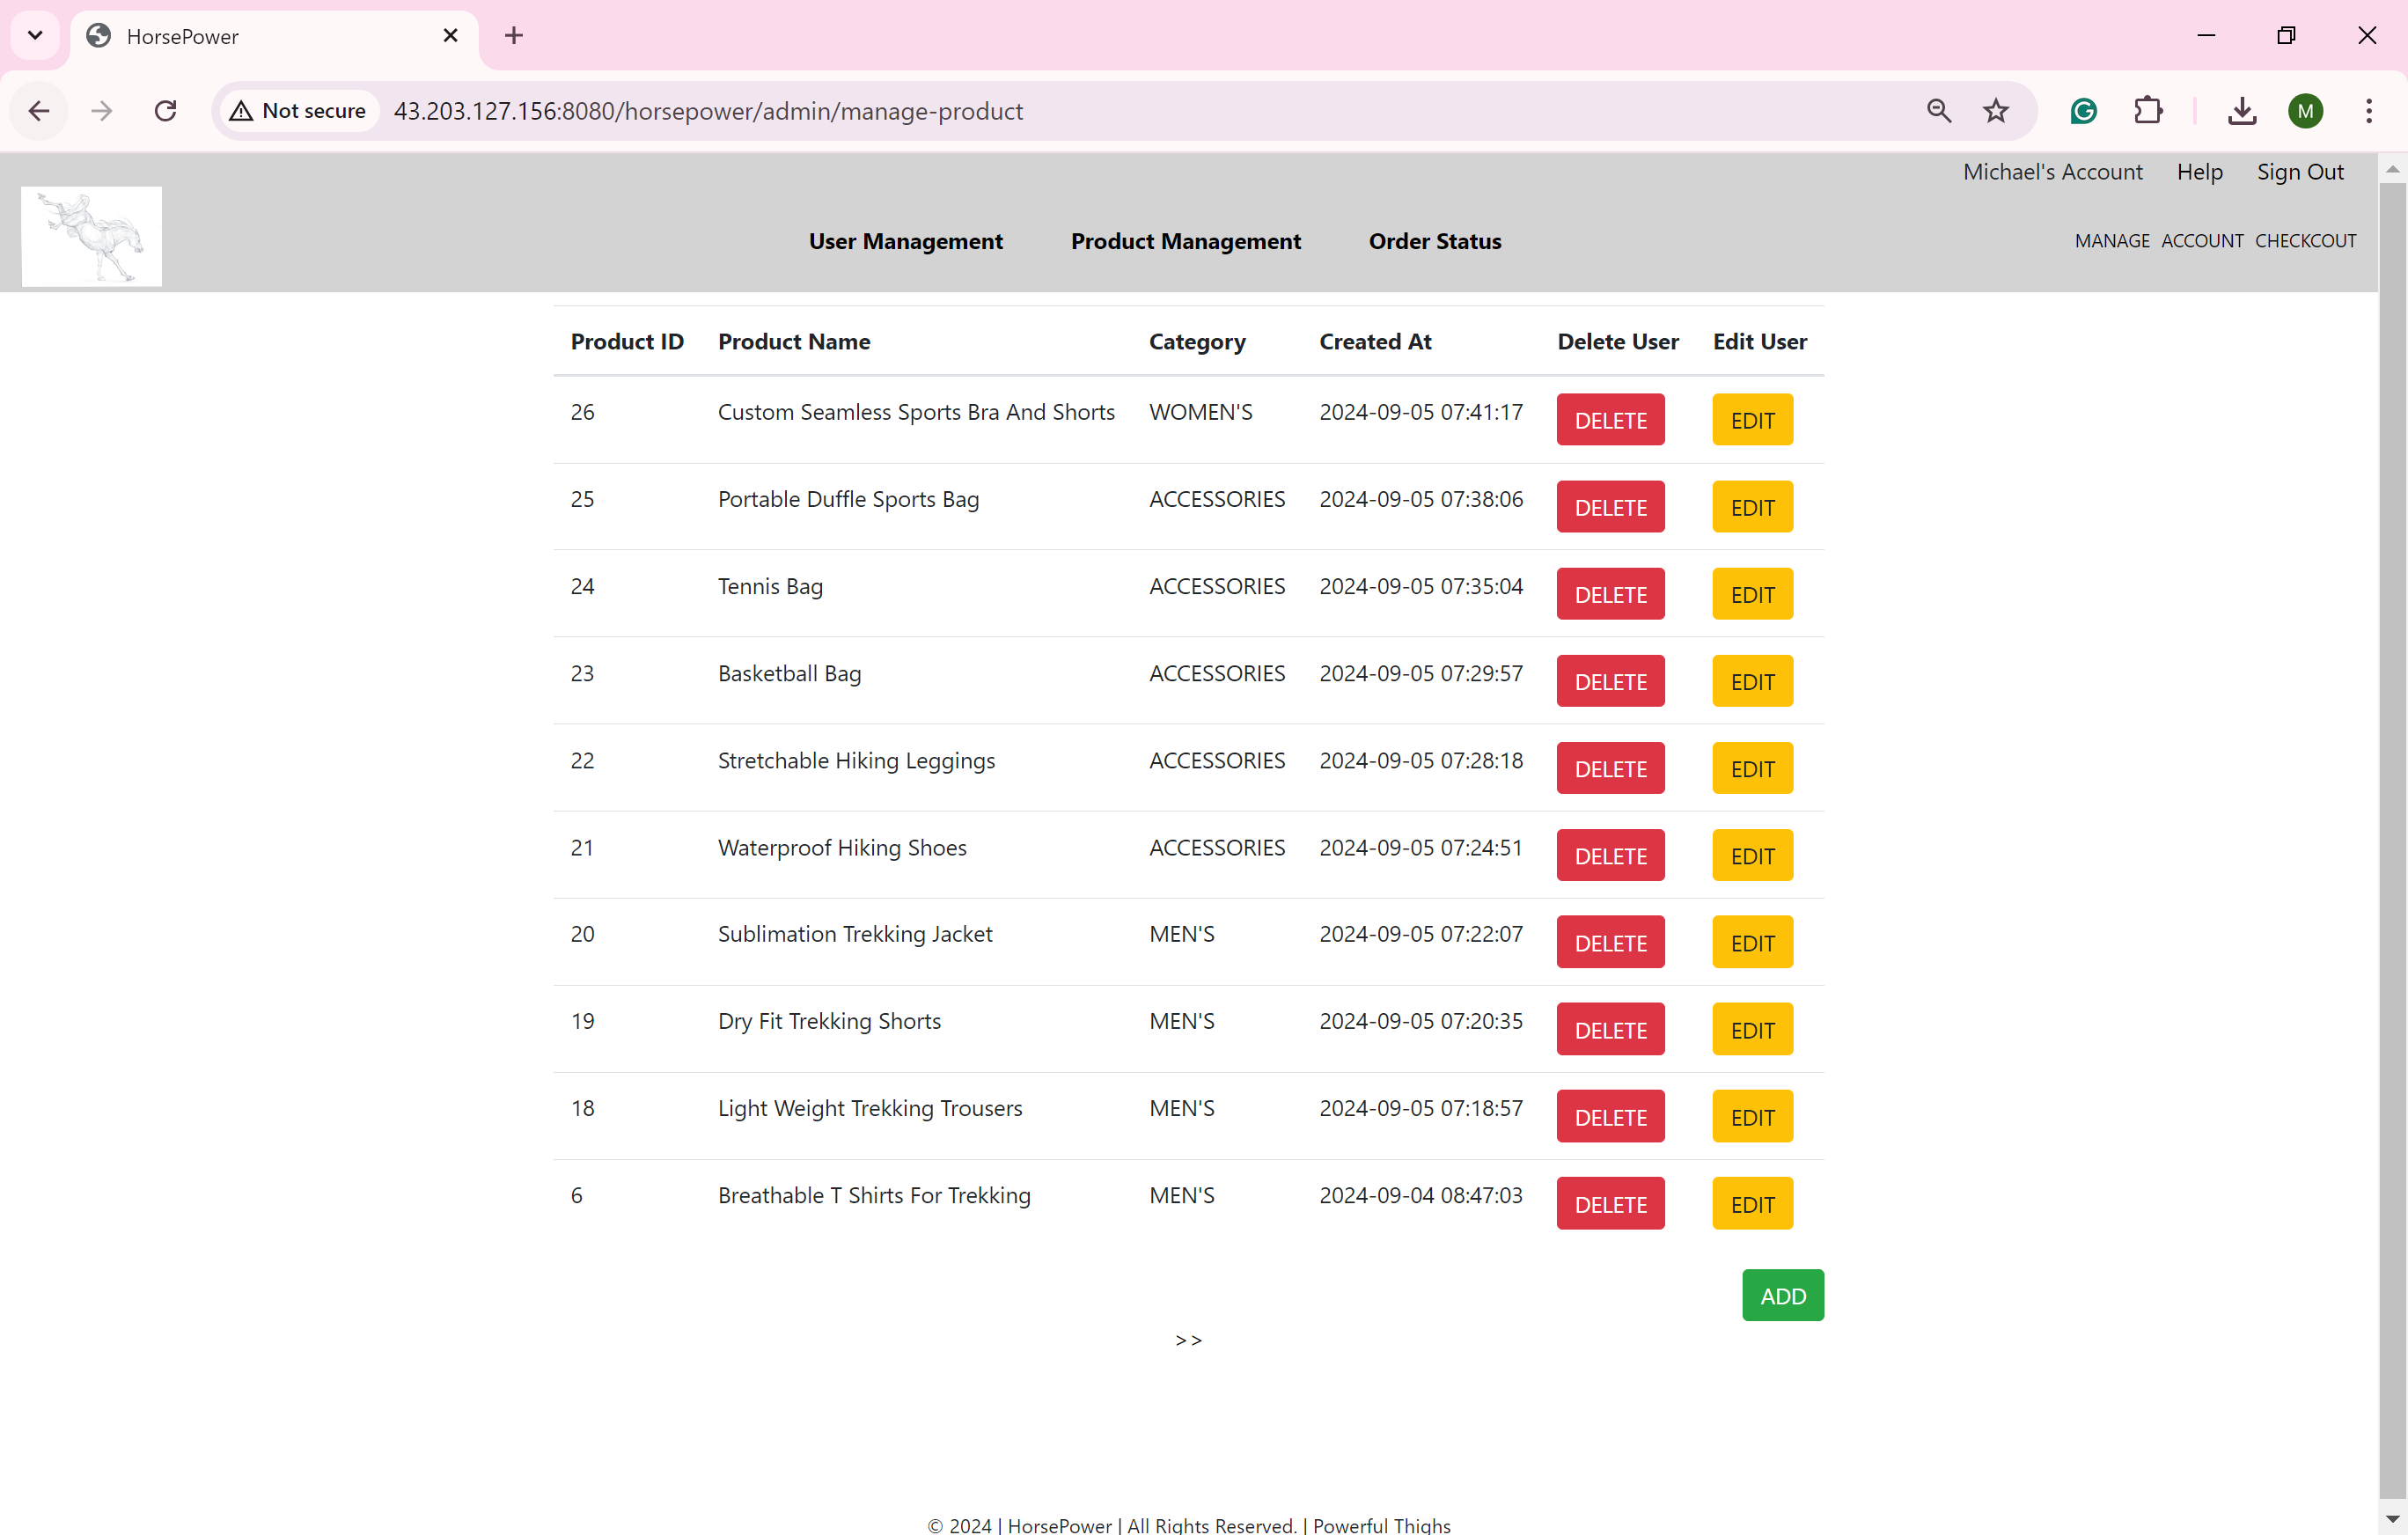 HorsePower
Not secure 43.203.127.156:8080/horsepower/admin/manage-product M
Michael's Account Help Sign Out
User Management Product Management Order Status MANAGE ACCOUNT CHECKCOUT
Product ID Product Name Category Created At Delete User Edit User
26 Custom Seamless Sports Bra And Shorts WOMEN'S 2024-09-05 07:41:17 DELETE EDIT
25 Portable Duffle Sports Bag ACCESSORIES 2024-09-05 07:38:06 DELETE EDIT
24 Tennis Bag ACCESSORIES 2024-09-05 07:35:04 DELETE EDIT
23 Basketball Bag ACCESSORIES 2024-09-05 07:29:57 DELETE EDIT
22 Stretchable Hiking Leggings ACCESSORIES 2024-09-05 07:28:18 DELETE EDIT
21 Waterproof Hiking Shoes ACCESSORIES 2024-09-05 07:24:51 DELETE EDIT
20 Sublimation Trekking Jacket MEN'S 2024-09-05 07:22:07 DELETE EDIT
19 Dry Fit Trekking Shorts MEN'S 2024-09-05 07:20:35 DELETE EDIT
18 Light Weight Trekking Trousers MEN'S 2024-09-05 07:18:57 DELETE EDIT
6 Breathable T Shirts For Trekking MEN'S 2024-09-04 08:47:03 DELETE EDIT
ADD
> >
© 2024 | HorsePower | All Rights Reserved. | Powerful Thighs